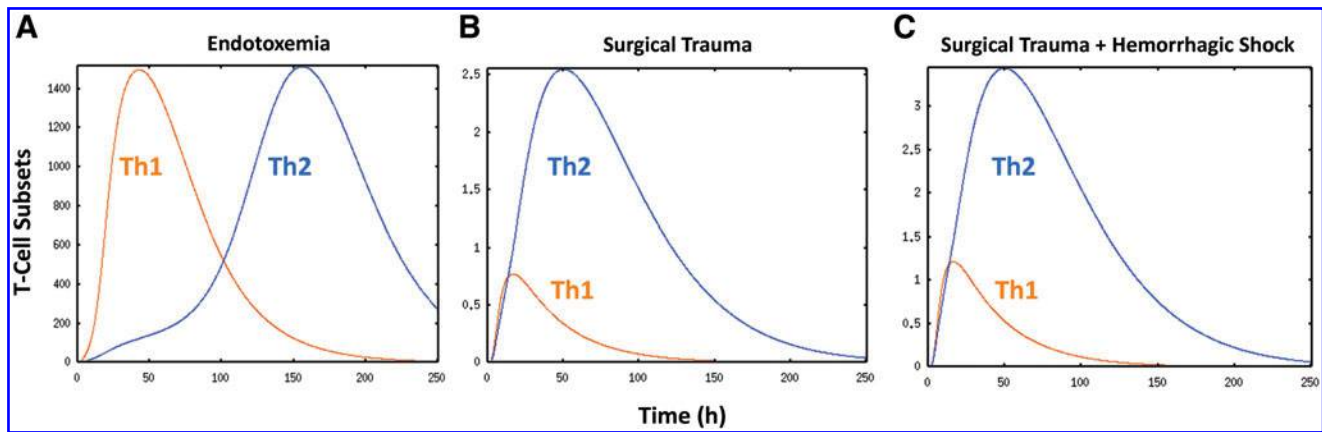 A
Endotoxemia
B
Surgical Trauma
C
Surgical Trauma + Hemorrhagic Shock
T-Cell Subsets
1400
1200
1000
800
600
400
200
0
Th1
Th2
0 50 100 150 200 250
2,5
2
1,5
1
0,5
0
Th2
Th1
0 50 100 150 200 250
3
2,5
2
1,5
1
0,5
0
Th2
Th1
0 50 100 150 200 250
Time (h)